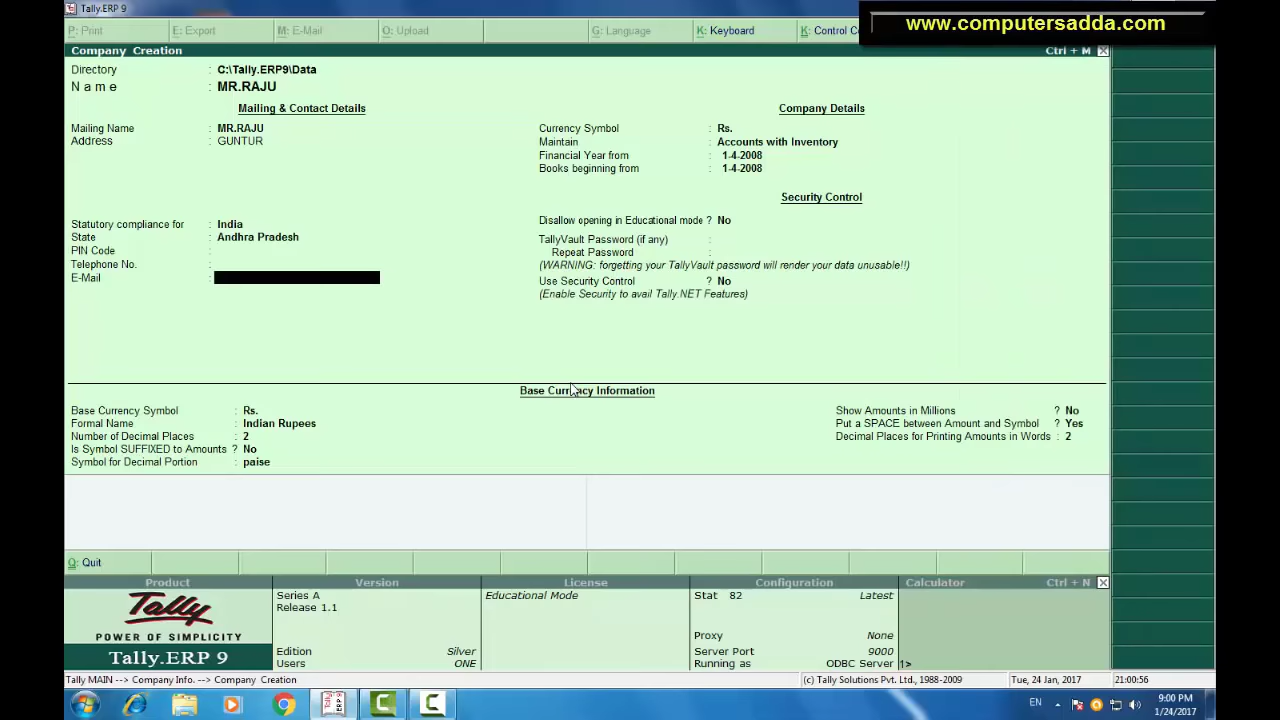 Tally.ERP 9
www.computersadda.com
P: Print
E: Export
M: E-Mail
O: Upload
G: Language
K: Keyboard
K: Control C
Company Creation
Ctrl + M
Directory : C:\Tally.ERP9\Data
Name : MR.RAJU
Mailing & Contact Details
Mailing Name : MR.RAJU
Address : GUNTUR
Statutory compliance for : India
State : Andhra Pradesh
PIN Code :
Telephone No. :
E-Mail :
Company Details
Currency Symbol : Rs.
Maintain : Accounts with Inventory
Financial Year from : 1-4-2008
Books beginning from : 1-4-2008
Security Control
Disallow opening in Educational mode ? No
TallyVault Password (if any) :
Repeat Password :
(WARNING: forgetting your TallyVault password will render your data unusable!!)
Use Security Control ? No
(Enable Security to avail Tally.NET Features)
Base Currency Information
Base Currency Symbol : Rs.
Formal Name : Indian Rupees
Number of Decimal Places : 2
Is Symbol SUFFIXED to Amounts ? No
Symbol for Decimal Portion : paise
Show Amounts in Millions ? No
Put a SPACE between Amount and Symbol ? Yes
Decimal Places for Printing Amounts in Words : 2
Q: Quit
Product
Tally
POWER OF SIMPLICITY
Tally.ERP 9
Version
Series A
Release 1.1
Edition Silver
Users ONE
License
Educational Mode
Configuration
Stat 82 Latest
Proxy None
Server Port 9000
Running as ODBC Server
Calculator
Ctrl + N
1>
Tally MAIN --> Company Info. --> Company Creation
(c) Tally Solutions Pvt. Ltd., 1988-2009
Tue, 24 Jan, 2017
21:00:56
EN
9:00 PM
1/24/2017